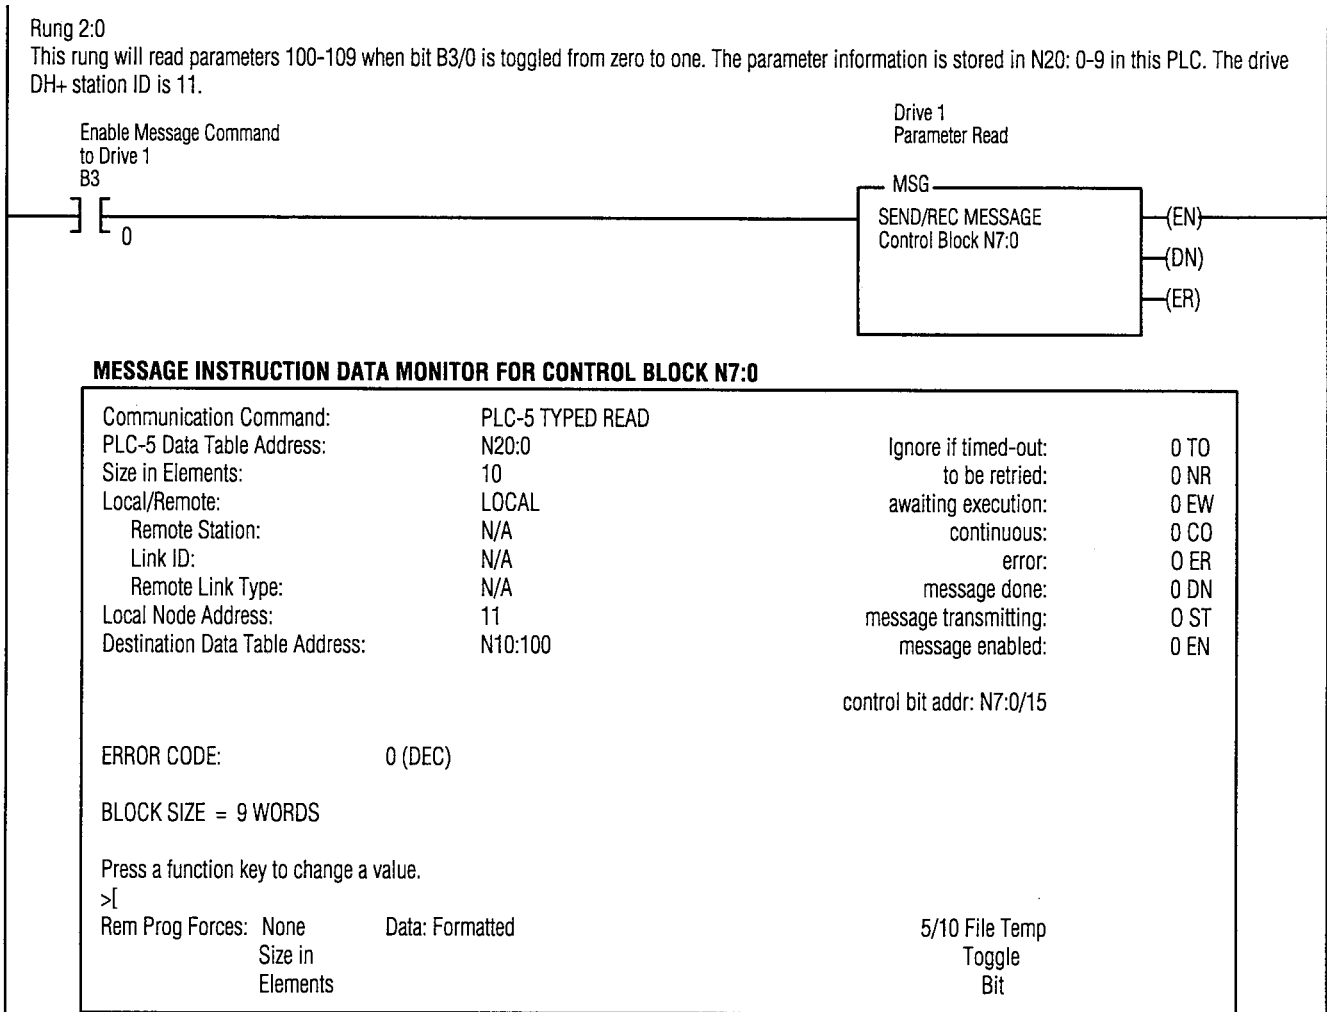 Rung 2:0
This rung will read parameters 100-109 when bit B3/0 is toggled from zero to one. The parameter information is stored in N20: 0-9 in this PLC. The drive
DH+ station ID is 11.
Enable Message Command
to Drive 1
B3
0
Drive 1
Parameter Read
MSG
SEND/REC MESSAGE
Control Block N7:0
(EN)
(DN)
(ER)
MESSAGE INSTRUCTION DATA MONITOR FOR CONTROL BLOCK N7:0
Communication Command: PLC-5 TYPED READ
PLC-5 Data Table Address: N20:0 Ignore if timed-out: 0 TO
Size in Elements: 10 to be retried: 0 NR
Local/Remote: LOCAL awaiting execution: 0 EW
Remote Station: N/A continuous: 0 CO
Link ID: N/A error: O ER
Remote Link Type: N/A message done: 0 DN
Local Node Address: 11 message transmitting: O ST
Destination Data Table Address: N10:100 message enabled: 0 EN
control bit addr: N7:0/15
ERROR CODE: 0 (DEC)
BLOCK SIZE = 9 WORDS
Press a function key to change a value.
>[
Rem Prog Forces: None Data: Formatted 5/10 File Temp
Size in Toggle
Elements Bit